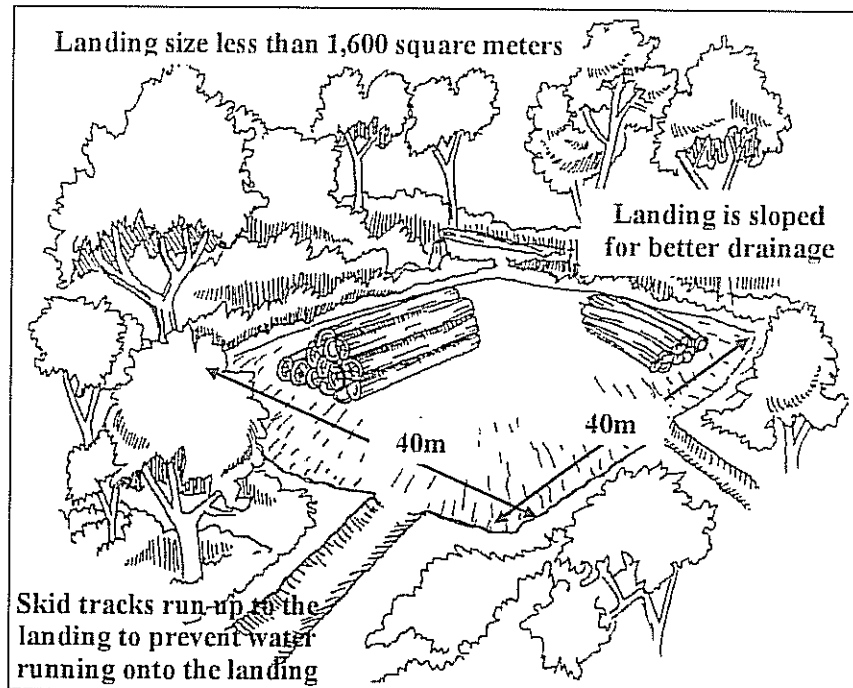 Landing size less than 1,600 square meters
Landing is sloped
for better drainage
40m
40m
Skid tracks run up to the
landing to prevent water
running onto the landing